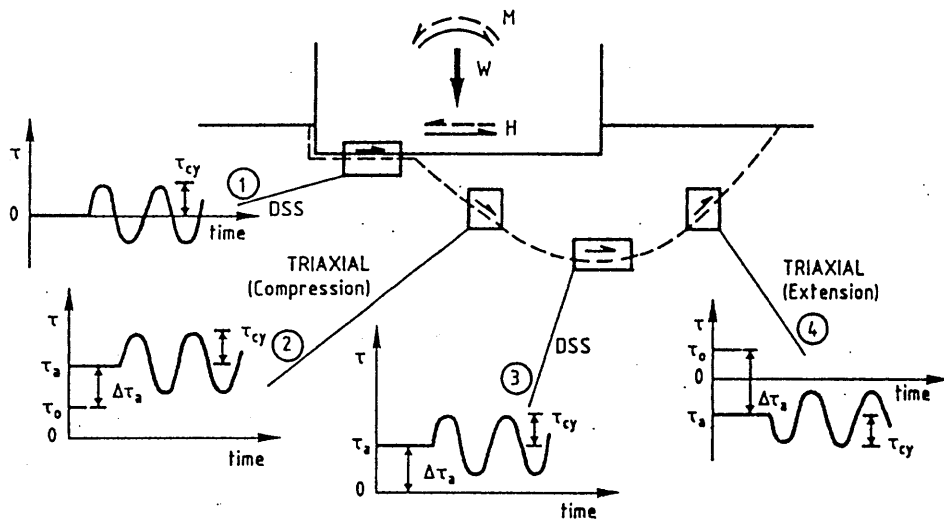 M
W
H
τ
τcy
0
time
1
DSS
TRIAXIAL
(Compression)
2
τ
τcy
τa
Δτa
τo
0
time
3
DSS
τ
τcy
τa
Δτa
0
time
TRIAXIAL
(Extension)
4
τ
τo
0
time
Δτa
τa
τcy